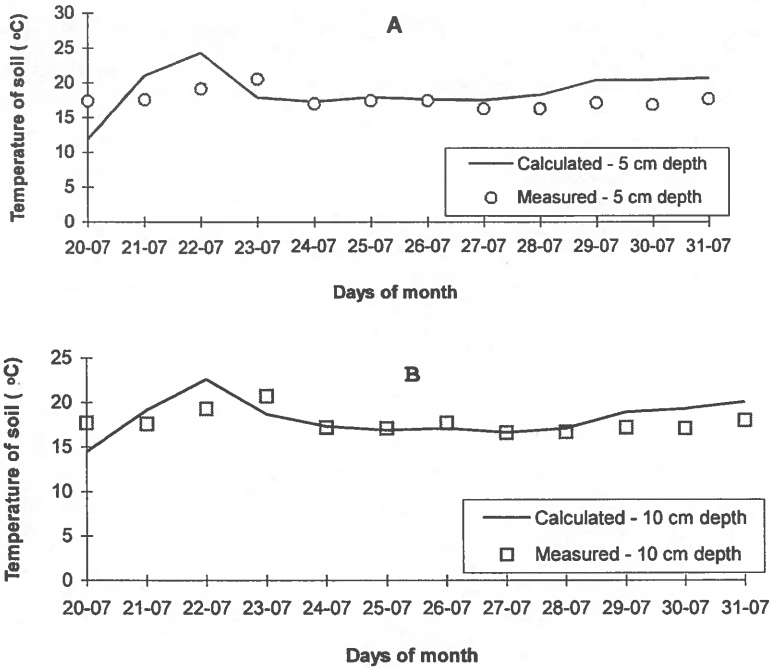 A
Temperature of soil ( ºC)
30
25
20
15
10
5
0
Calculated - 5 cm depth
Measured - 5 cm depth
20-07 21-07 22-07 23-07 24-07 25-07 26-07 27-07 28-07 29-07 30-07 31-07
Days of month
B
Temperature of soil ( ºC)
25
20
15
10
5
0
Calculated - 10 cm depth
Measured - 10 cm depth
20-07 21-07 22-07 23-07 24-07 25-07 26-07 27-07 28-07 29-07 30-07 31-07
Days of month